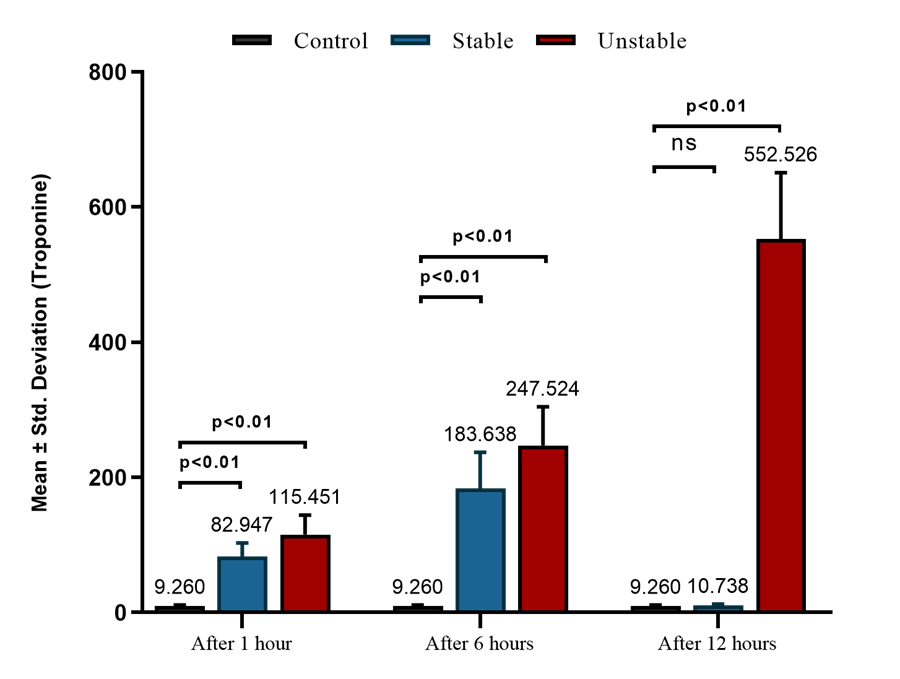 Control Stable Unstable
Mean ± Std. Deviation (Troponine)
800
600
400
200
0
p<0.01
p<0.01
9.260
82.947
115.451
p<0.01
p<0.01
9.260
183.638
247.524
p<0.01
ns
9.260
10.738
552.526
After 1 hour
After 6 hours
After 12 hours